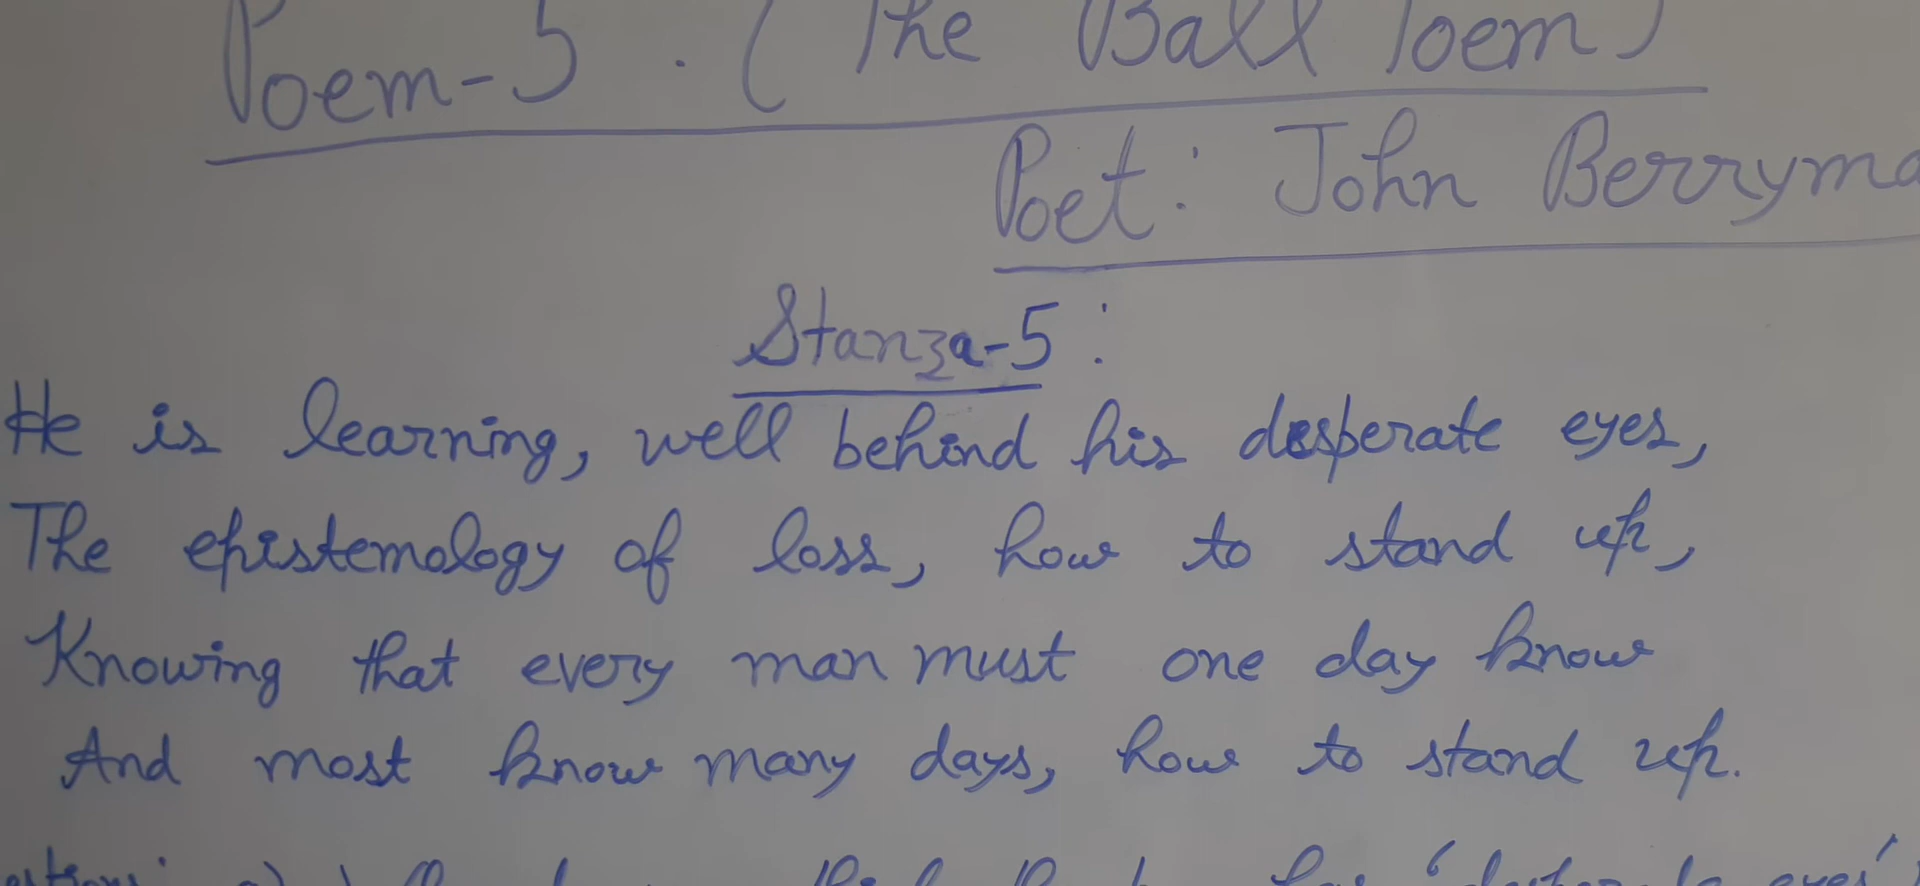 Poem-5. (The Ball Poem)
Poet: John Berryma
Stanza-5:
He is learning, well behind his desperate eyes,
The epistemology of loss, how to stand up,
Knowing that every man must one day know
And most know many days, how to stand up.